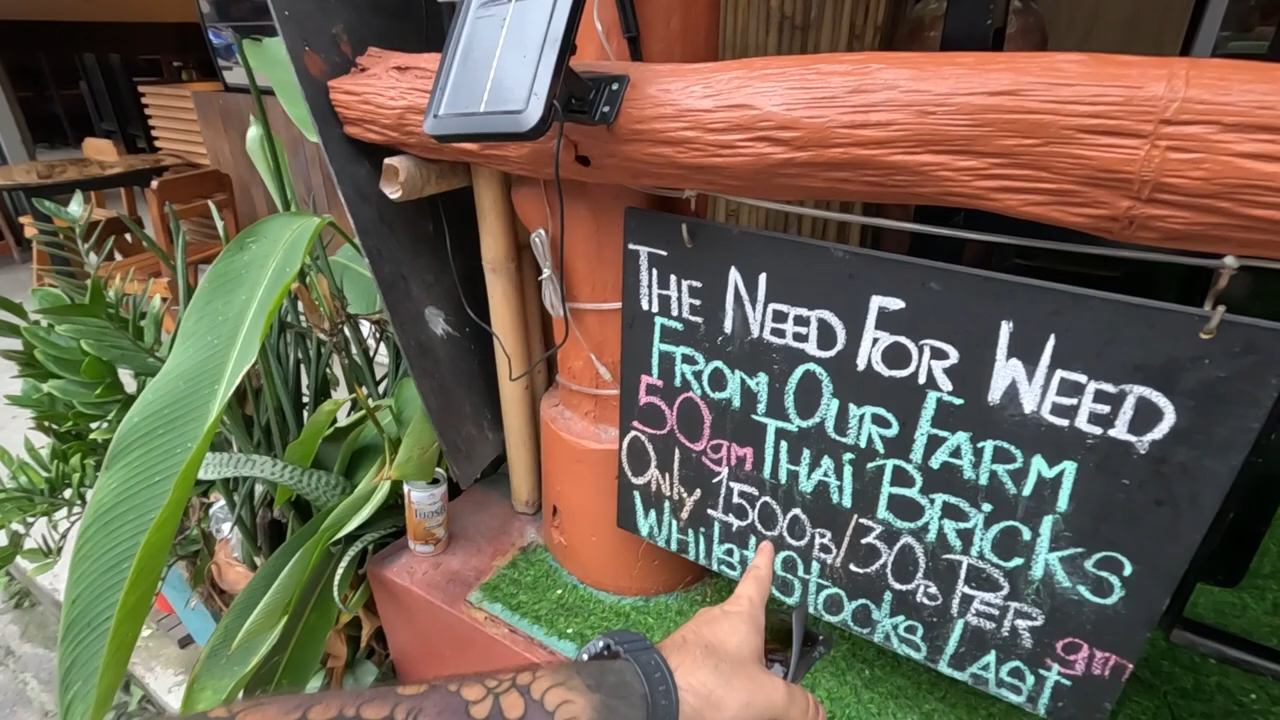 THE NEED FOR WEED
FROM OUR FARM
50gm THAI BRICKS
ONLY 1500B/30B PER gm
WHILST STOCKS LAST